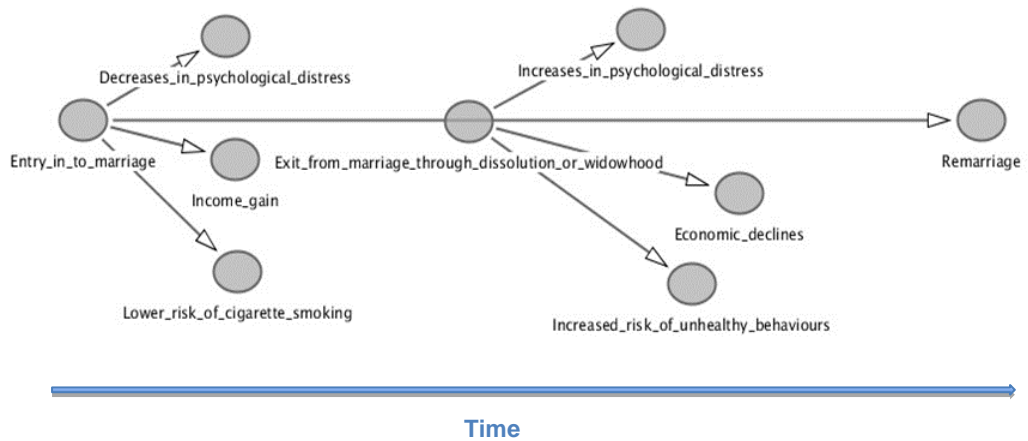 Decreases_in_psychological_distress
Increases_in_psychological_distress
Entry_in_to_marriage
Exit_from_marriage_through_dissolution_or_widowhood
Remarriage
Income_gain
Economic_declines
Lower_risk_of_cigarette_smoking
Increased_risk_of_unhealthy_behaviours
Time